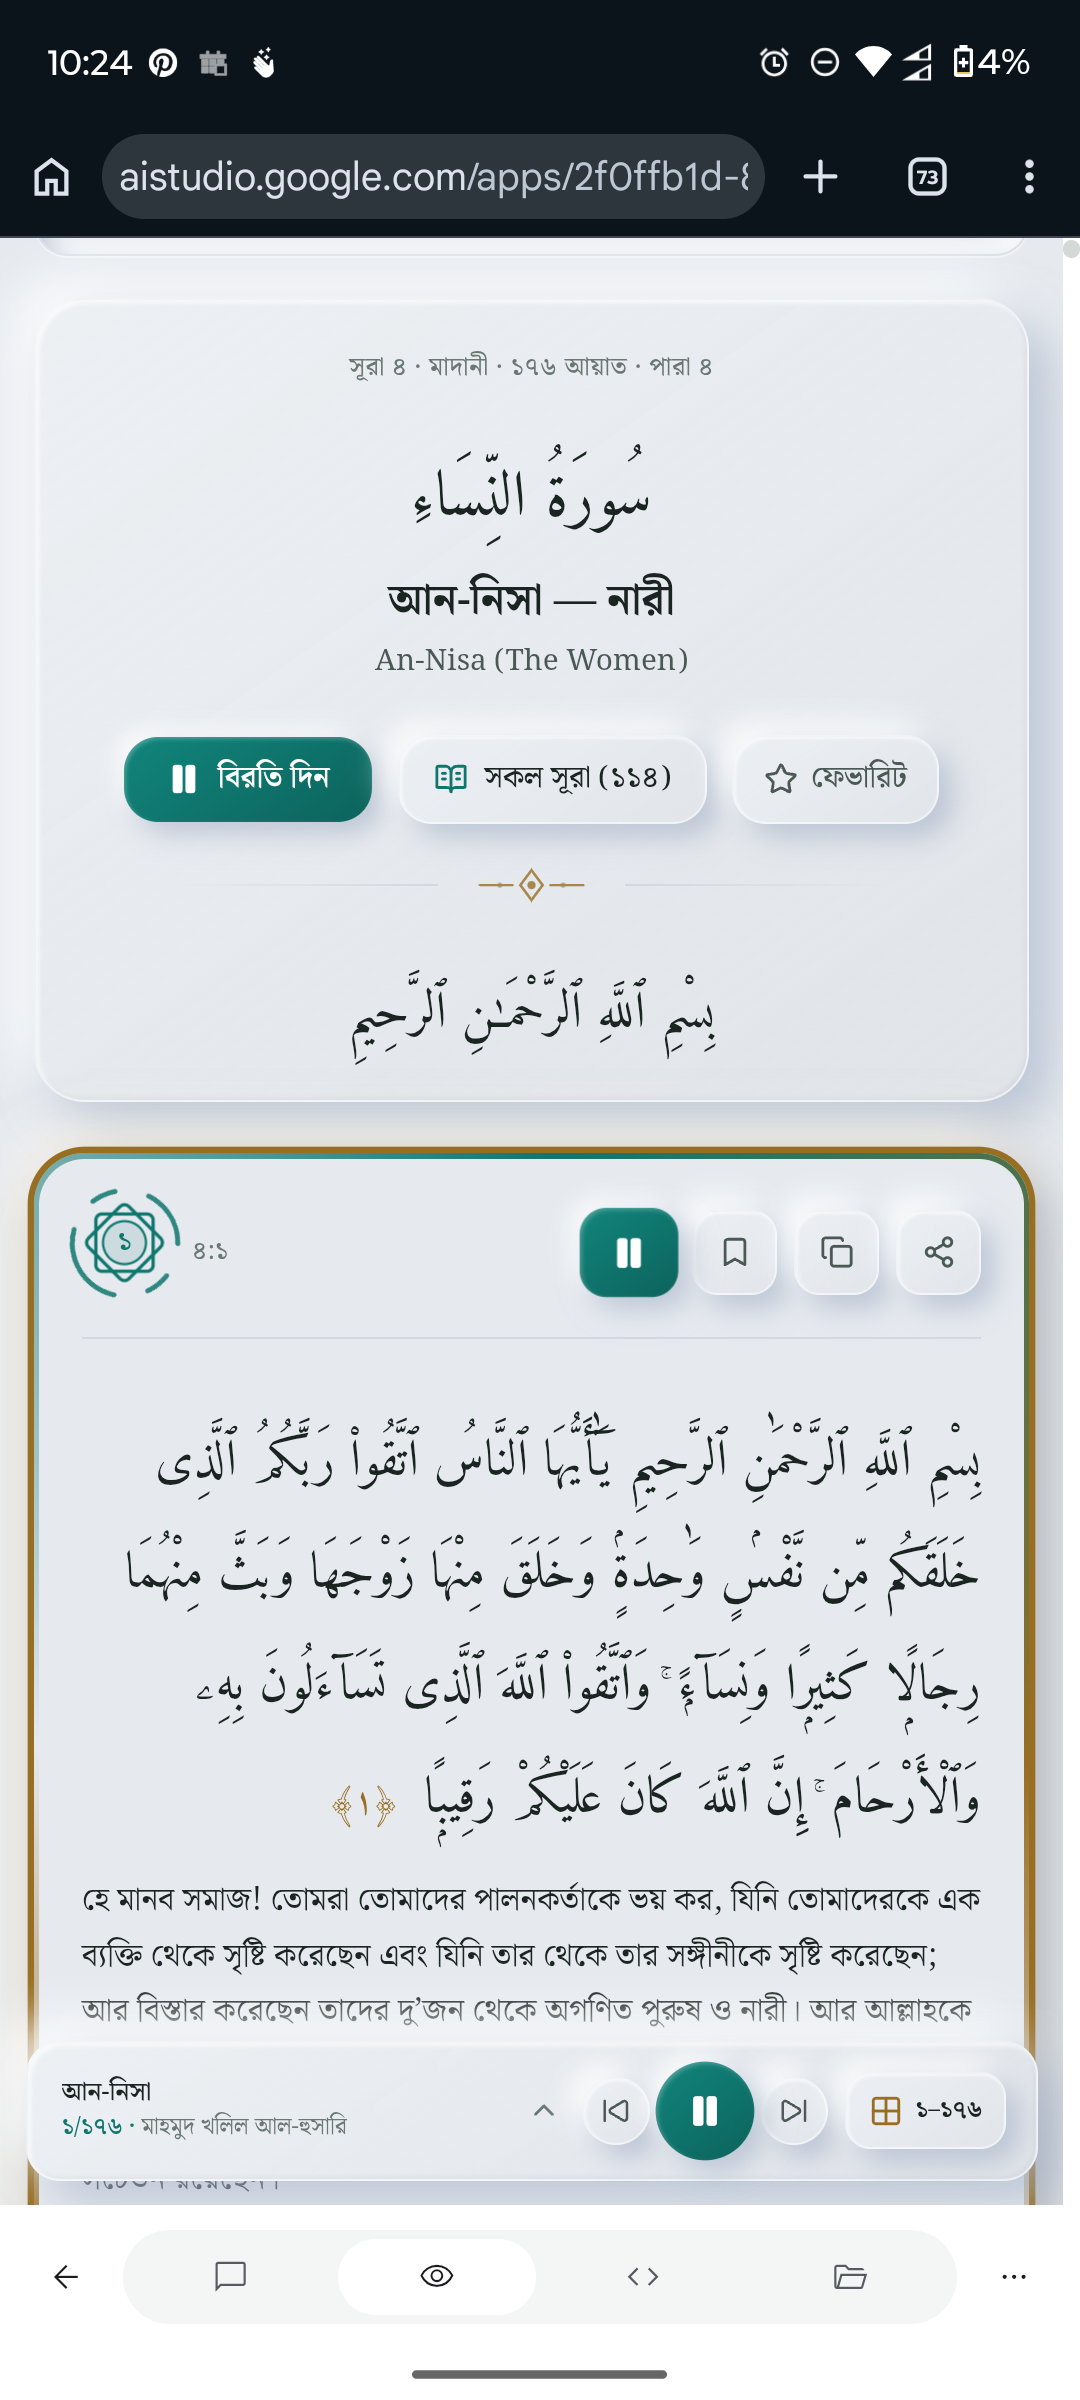 10:24
4%
aistudio.google.com/apps/2f0ffb1d-
73
সূরা ৪ · মাদানী · ১৭৬ আয়াত · পারা ৪
سُورَةُ النِّسَاءِ
আন-নিসা — নারী
An-Nisa (The Women)
বিরতি দিন
সকল সূরা (১১৪)
ফেভারিট
بِسْمِ ٱللَّهِ ٱلرَّحْمَـٰنِ ٱلرَّحِيمِ
১
৪:১
بِسْمِ ٱللَّهِ ٱلرَّحْمَٰنِ ٱلرَّحِيمِ يَٰٓأَيُّهَا ٱلنَّاسُ ٱتَّقُوا۟ رَبَّكُمُ ٱلَّذِى
خَلَقَكُم مِّن نَّفْسٍۢ وَٰحِدَةٍۢ وَخَلَقَ مِنْهَا زَوْجَهَا وَبَثَّ مِنْهُمَا
رِجَالًۭا كَثِيرًۭا وَنِسَآءًۭ ۚ وَٱتَّقُوا۟ ٱللَّهَ ٱلَّذِى تَسَآءَلُونَ بِهِۦ
وَٱلْأَرْحَامَ ۚ إِنَّ ٱللَّهَ كَانَ عَلَيْكُمْ رَقِيبًۭا ﴿١﴾
হে মানব সমাজ! তোমরা তোমাদের পালনকর্তাকে ভয় কর, যিনি তোমাদেরকে এক
ব্যক্তি থেকে সৃষ্টি করেছেন এবং যিনি তার থেকে তার সঙ্গীনীকে সৃষ্টি করেছেন;
আর বিস্তার করেছেন তাদের দু’জন থেকে অগণিত পুরুষ ও নারী। আর আল্লাহকে
আন-নিসা
১/১৭৬ · মাহমুদ খলিল আল-হুসারি
১–১৭৬